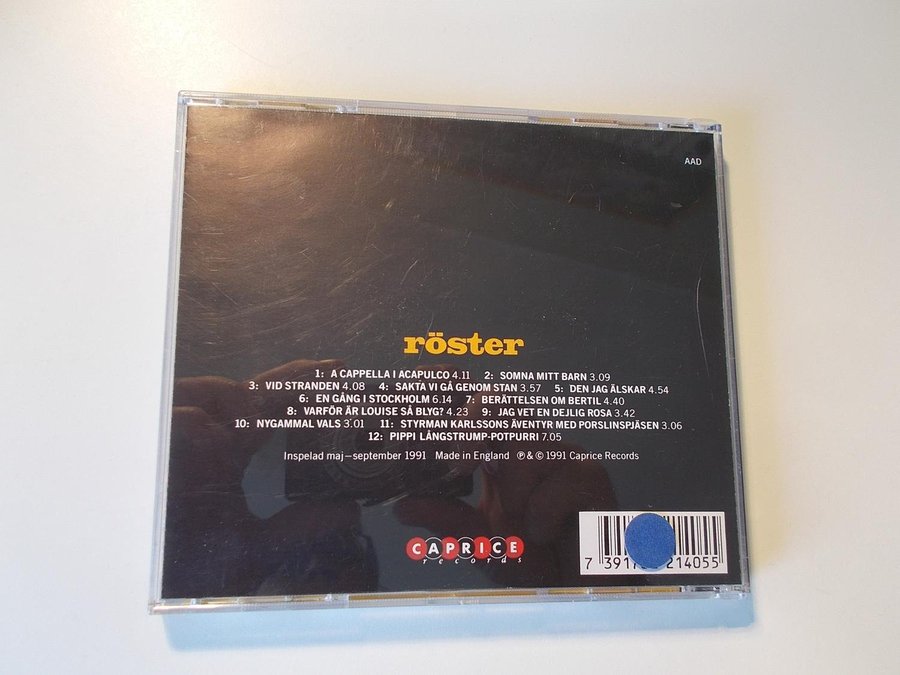 AAD
röster
1: A CAPPELLA I ACAPULCO 4.11 2: SOMNA MITT BARN 3.09
3: VID STRANDEN 4.08 4: SAKTA VI GÅ GENOM STAN 3.57 5: DEN JAG ÄLSKAR 4.54
6: EN GÅNG I STOCKHOLM 6.14 7: BERÄTTELSEN OM BERTIL 4.40
8: VARFÖR ÄR LOUISE SÅ BLYG? 4.23 9: JAG VET EN DEJLIG ROSA 3.42
10: NYGAMMAL VALS 3.01 11: STYRMAN KARLSSONS ÄVENTYR MED PORSLINSPJÄSEN 3.06
12: PIPPI LÅNGSTRUMP-POTPURRI 7.05
Inspelad maj–september 1991 Made in England ℗ & © 1991 Caprice Records
CAPRICE
records
7 3917 214055